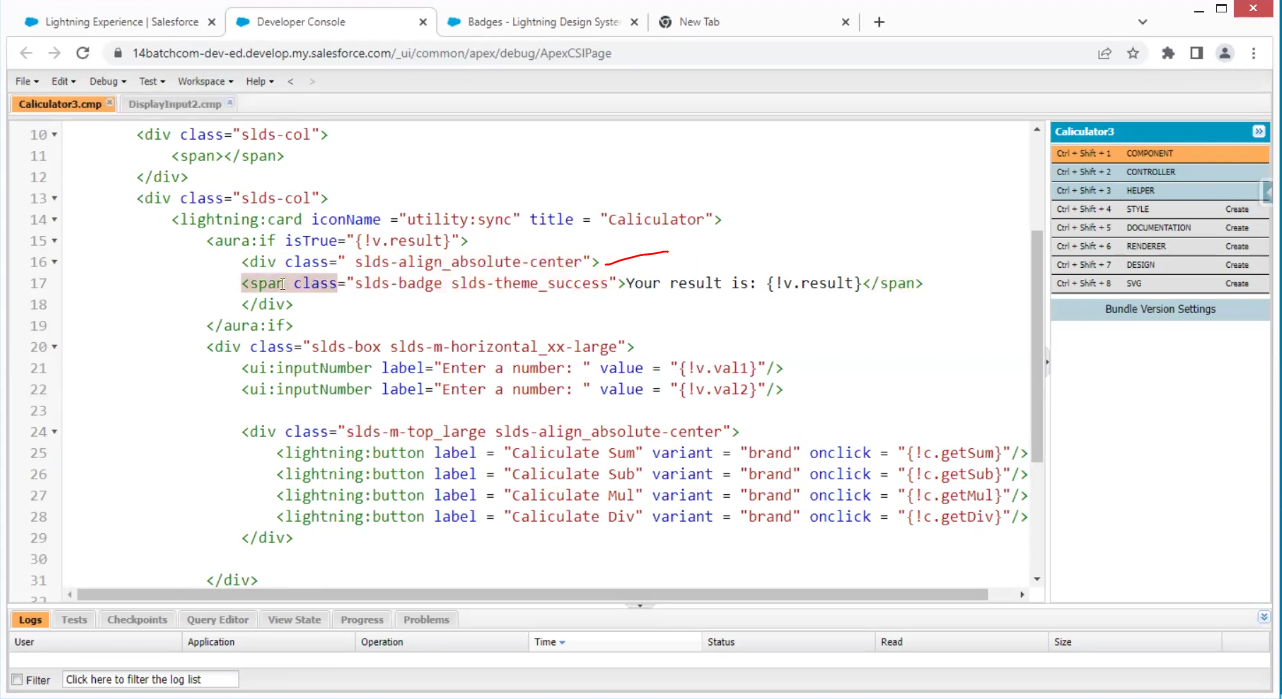 Lightning Experience | Salesforce
Developer Console
Badges - Lightning Design Syste
New Tab
14batchcom-dev-ed.develop.my.salesforce.com/_ui/common/apex/debug/ApexCSIPage
File Edit Debug Test Workspace Help < >
Caliculator3.cmp DisplayInput2.cmp
10 <div class="slds-col">
11 <span></span>
12 </div>
13 <div class="slds-col">
14 <lightning:card iconName ="utility:sync" title = "Caliculator">
15 <aura:if isTrue="{!v.result}">
16 <div class=" slds-align_absolute-center">
17 <span class="slds-badge slds-theme_success">Your result is: {!v.result}</span>
18 </div>
19 </aura:if>
20 <div class="slds-box slds-m-horizontal_xx-large">
21 <ui:inputNumber label="Enter a number: " value = "{!v.val1}"/>
22 <ui:inputNumber label="Enter a number: " value = "{!v.val2}"/>
23
24 <div class="slds-m-top_large slds-align_absolute-center">
25 <lightning:button label = "Caliculate Sum" variant = "brand" onclick = "{!c.getSum}"/>
26 <lightning:button label = "Caliculate Sub" variant = "brand" onclick = "{!c.getSub}"/>
27 <lightning:button label = "Caliculate Mul" variant = "brand" onclick = "{!c.getMul}"/>
28 <lightning:button label = "Caliculate Div" variant = "brand" onclick = "{!c.getDiv}"/>
29 </div>
30
31 </div>
32
Caliculator3
Ctrl + Shift + 1 COMPONENT
Ctrl + Shift + 2 CONTROLLER
Ctrl + Shift + 3 HELPER
Ctrl + Shift + 4 STYLE Create
Ctrl + Shift + 5 DOCUMENTATION Create
Ctrl + Shift + 6 RENDERER Create
Ctrl + Shift + 7 DESIGN Create
Ctrl + Shift + 8 SVG Create
Bundle Version Settings
Logs Tests Checkpoints Query Editor View State Progress Problems
User Application Operation Time Status Read Size
Filter Click here to filter the log list